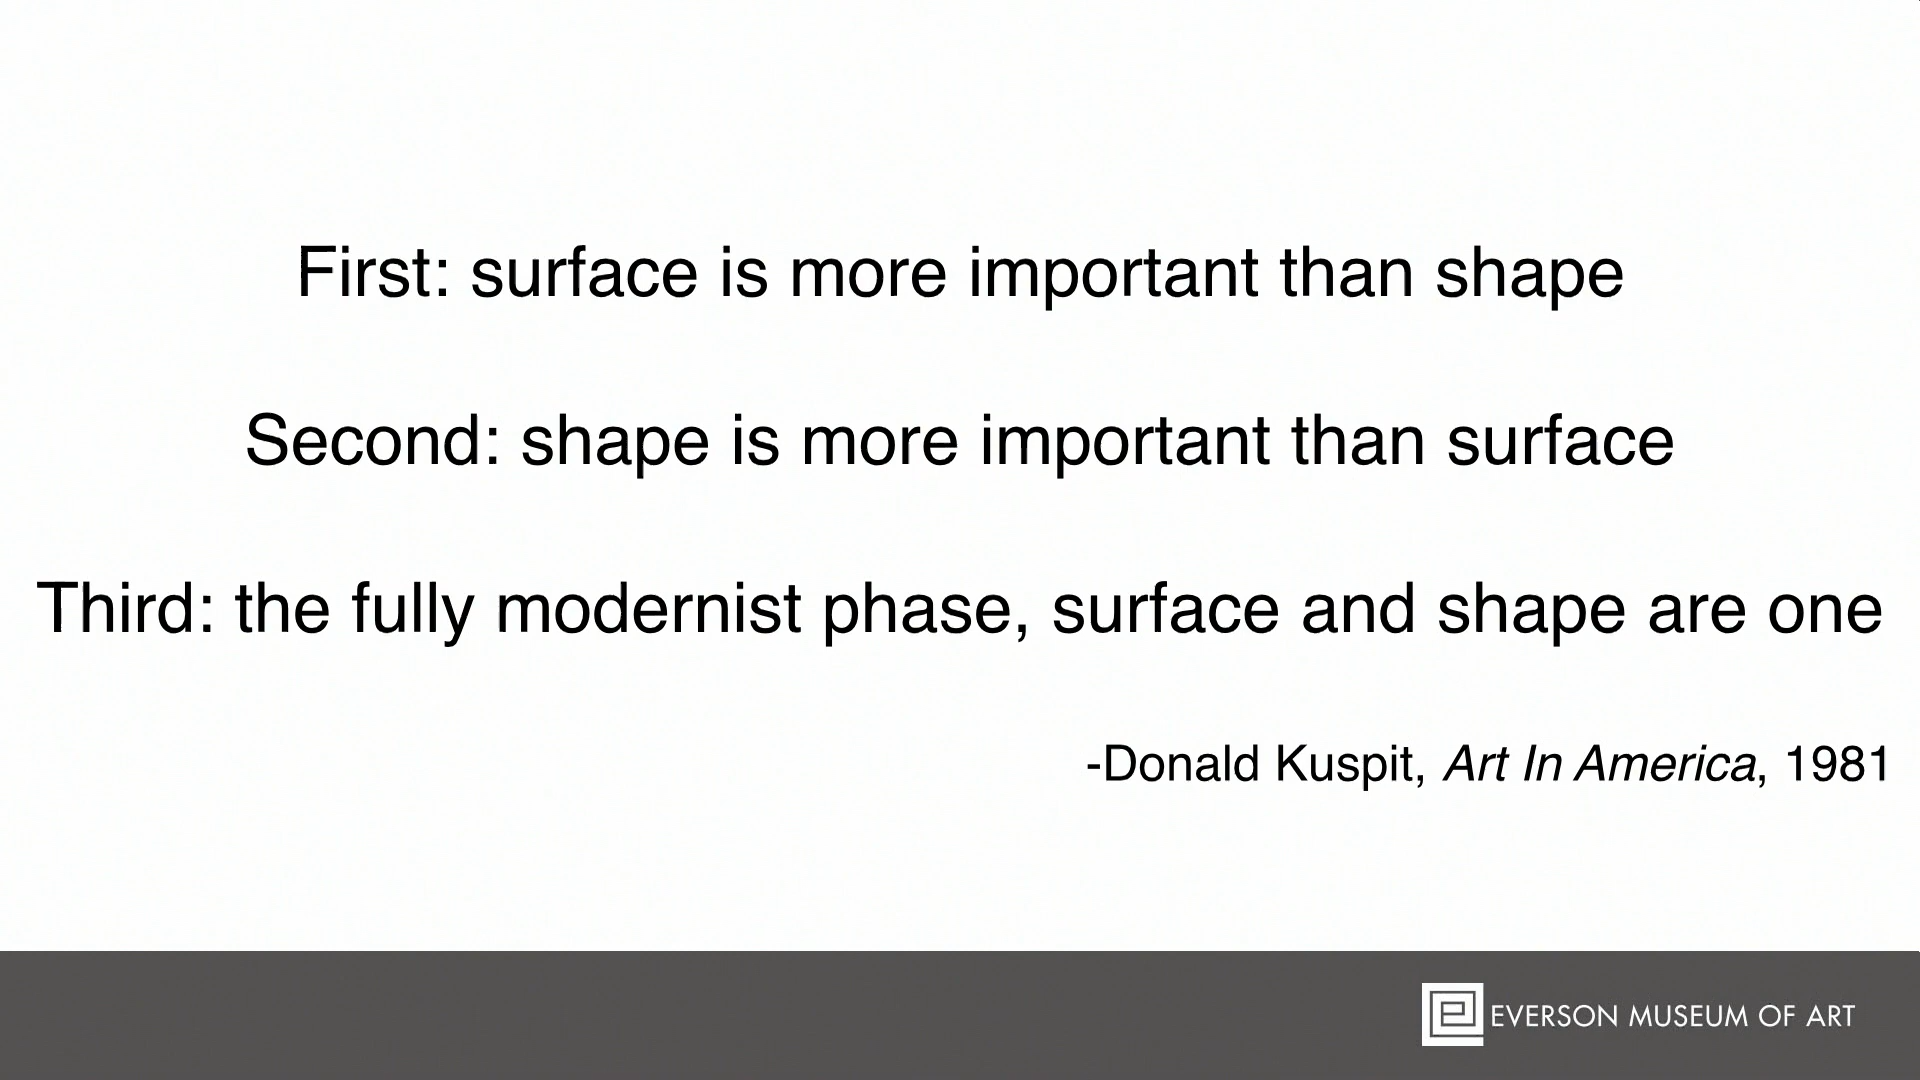 First: surface is more important than shape
Second: shape is more important than surface
Third: the fully modernist phase, surface and shape are one
-Donald Kuspit, Art In America, 1981
EVERSON MUSEUM OF ART